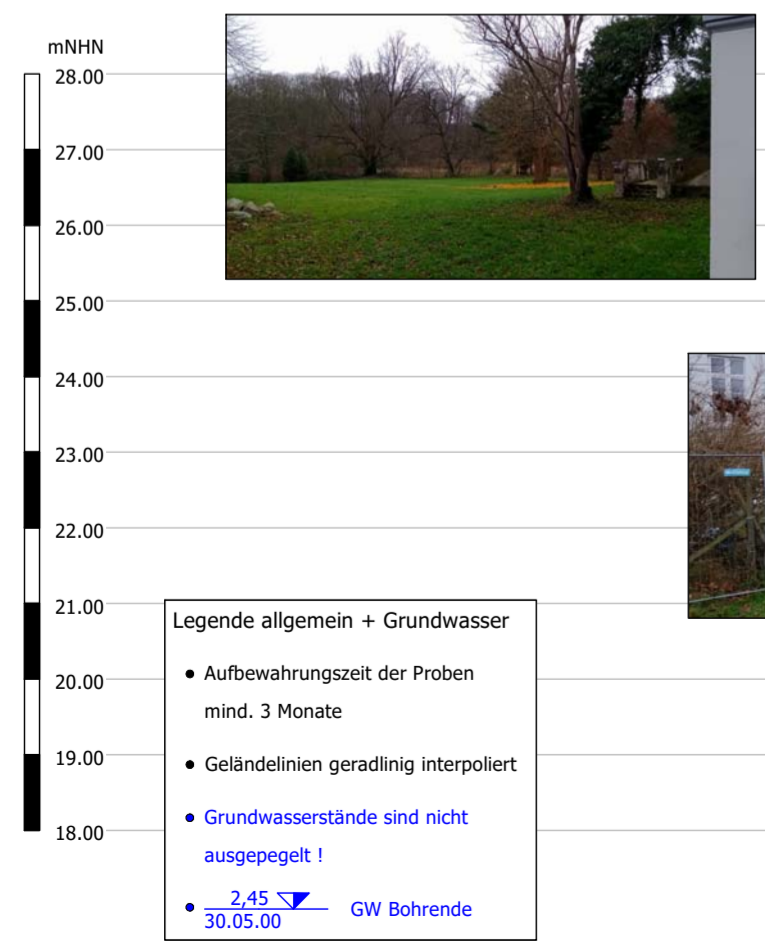 mNHN
28.00
27.00
26.00
25.00
24.00
23.00
22.00
21.00
20.00
19.00
18.00
Legende allgemein + Grundwasser
• Aufbewahrungszeit der Proben
mind. 3 Monate
• Geländelinien geradlinig interpoliert
• Grundwasserstände sind nicht
ausgepegelt !
• 2,45
30.05.00
GW Bohrende